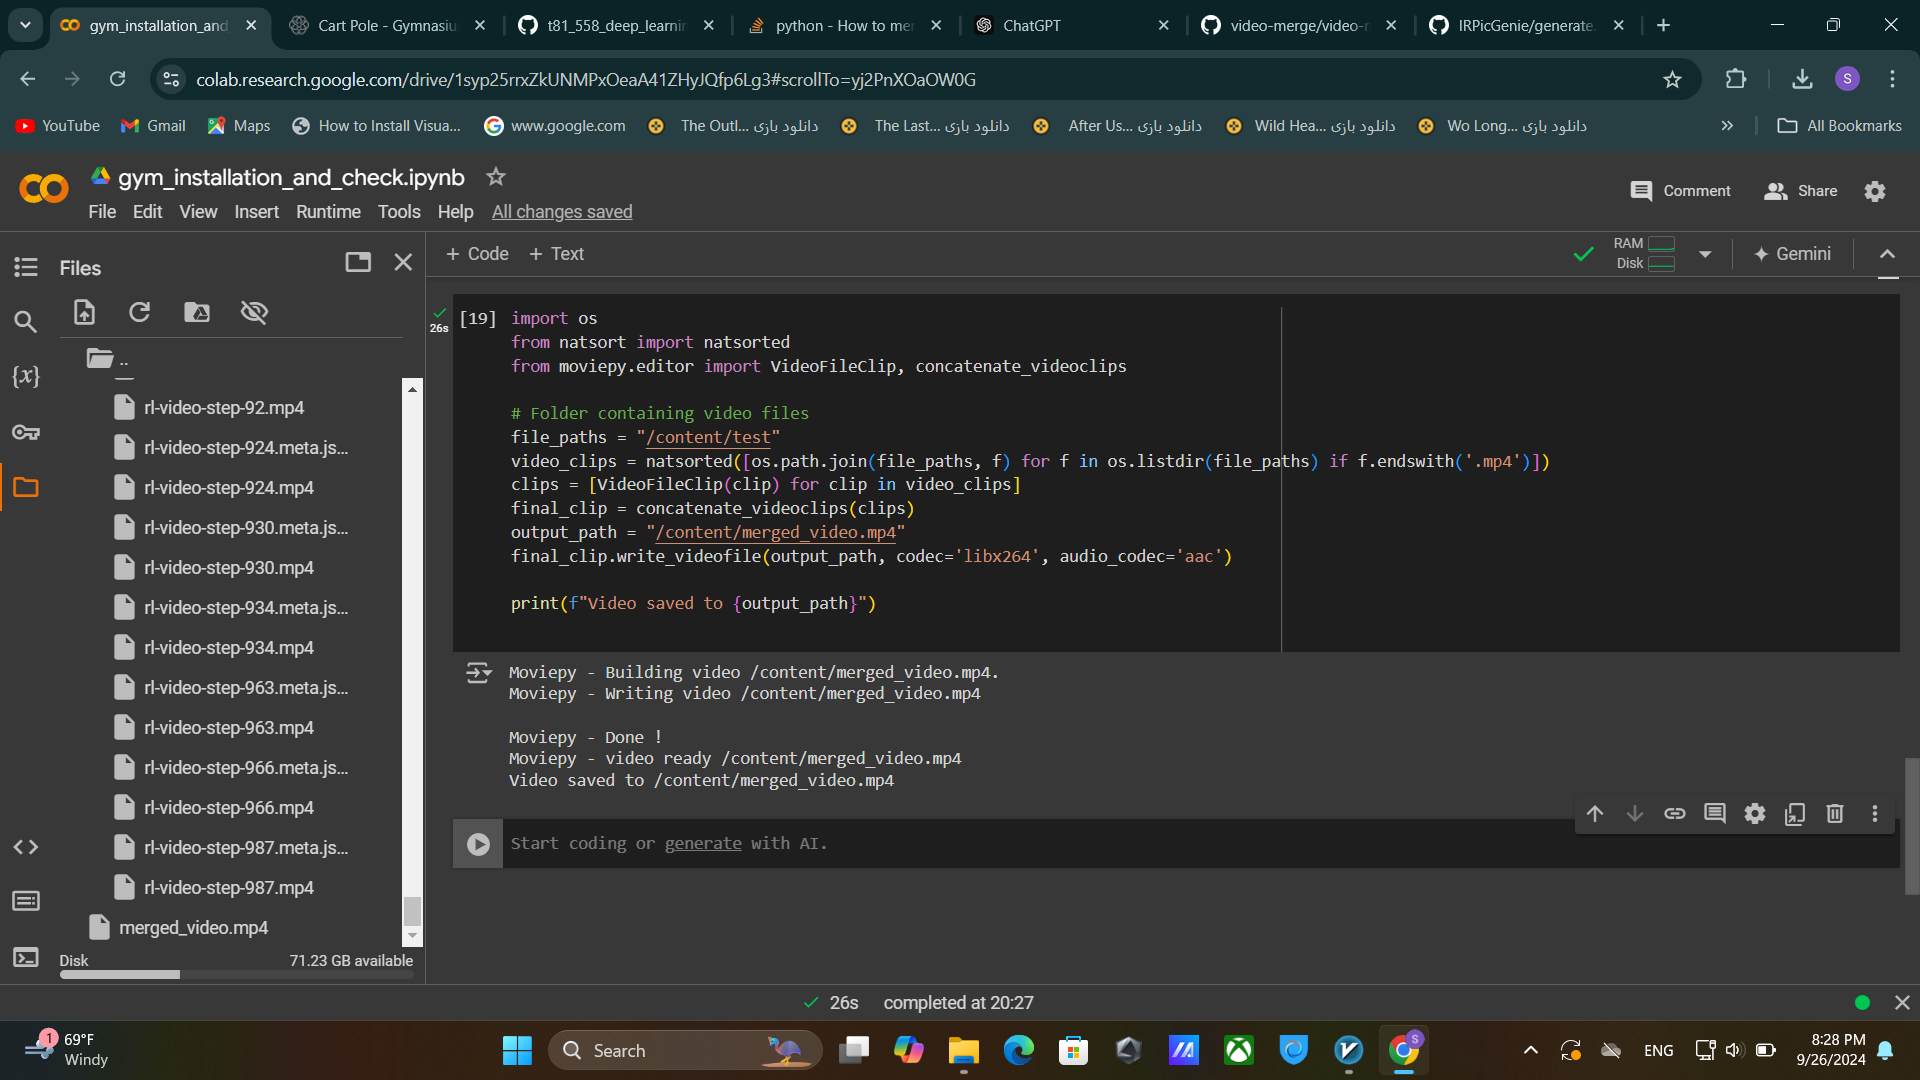 gym_installation_and_
Cart Pole - Gymnasiu
t81_558_deep_learnin
python - How to mer
ChatGPT
video-merge/video-r
IRPicGenie/generate.
colab.research.google.com/drive/1syp25rrxZkUNMPxOeaA41ZHyJQfp6Lg3#scrollTo=yj2PnXOaOW0G
S
YouTube
Gmail
Maps
How to Install Visua...
www.google.com
The Outl... دانلود بازی
The Last... دانلود بازی
After Us... دانلود بازی
Wild Hea... دانلود بازی
Wo Long... دانلود بازی
All Bookmarks
gym_installation_and_check.ipynb
Comment
Share
File Edit View Insert Runtime Tools Help All changes saved
Files
+ Code + Text
RAM
Disk
Gemini
..
rl-video-step-92.mp4
rl-video-step-924.meta.js...
rl-video-step-924.mp4
rl-video-step-930.meta.js...
rl-video-step-930.mp4
rl-video-step-934.meta.js...
rl-video-step-934.mp4
rl-video-step-963.meta.js...
rl-video-step-963.mp4
rl-video-step-966.meta.js...
rl-video-step-966.mp4
rl-video-step-987.meta.js...
rl-video-step-987.mp4
merged_video.mp4
Disk 71.23 GB available
{x}
26s
[19]
import os
from natsort import natsorted
from moviepy.editor import VideoFileClip, concatenate_videoclips
# Folder containing video files
file_paths = "/content/test"
video_clips = natsorted([os.path.join(file_paths, f) for f in os.listdir(file_paths) if f.endswith('.mp4')])
clips = [VideoFileClip(clip) for clip in video_clips]
final_clip = concatenate_videoclips(clips)
output_path = "/content/merged_video.mp4"
final_clip.write_videofile(output_path, codec='libx264', audio_codec='aac')
print(f"Video saved to {output_path}")
Moviepy - Building video /content/merged_video.mp4.
Moviepy - Writing video /content/merged_video.mp4
Moviepy - Done !
Moviepy - video ready /content/merged_video.mp4
Video saved to /content/merged_video.mp4
Start coding or generate with AI.
26s completed at 20:27
1
69°F
Windy
Search
S
ENG
8:28 PM
9/26/2024